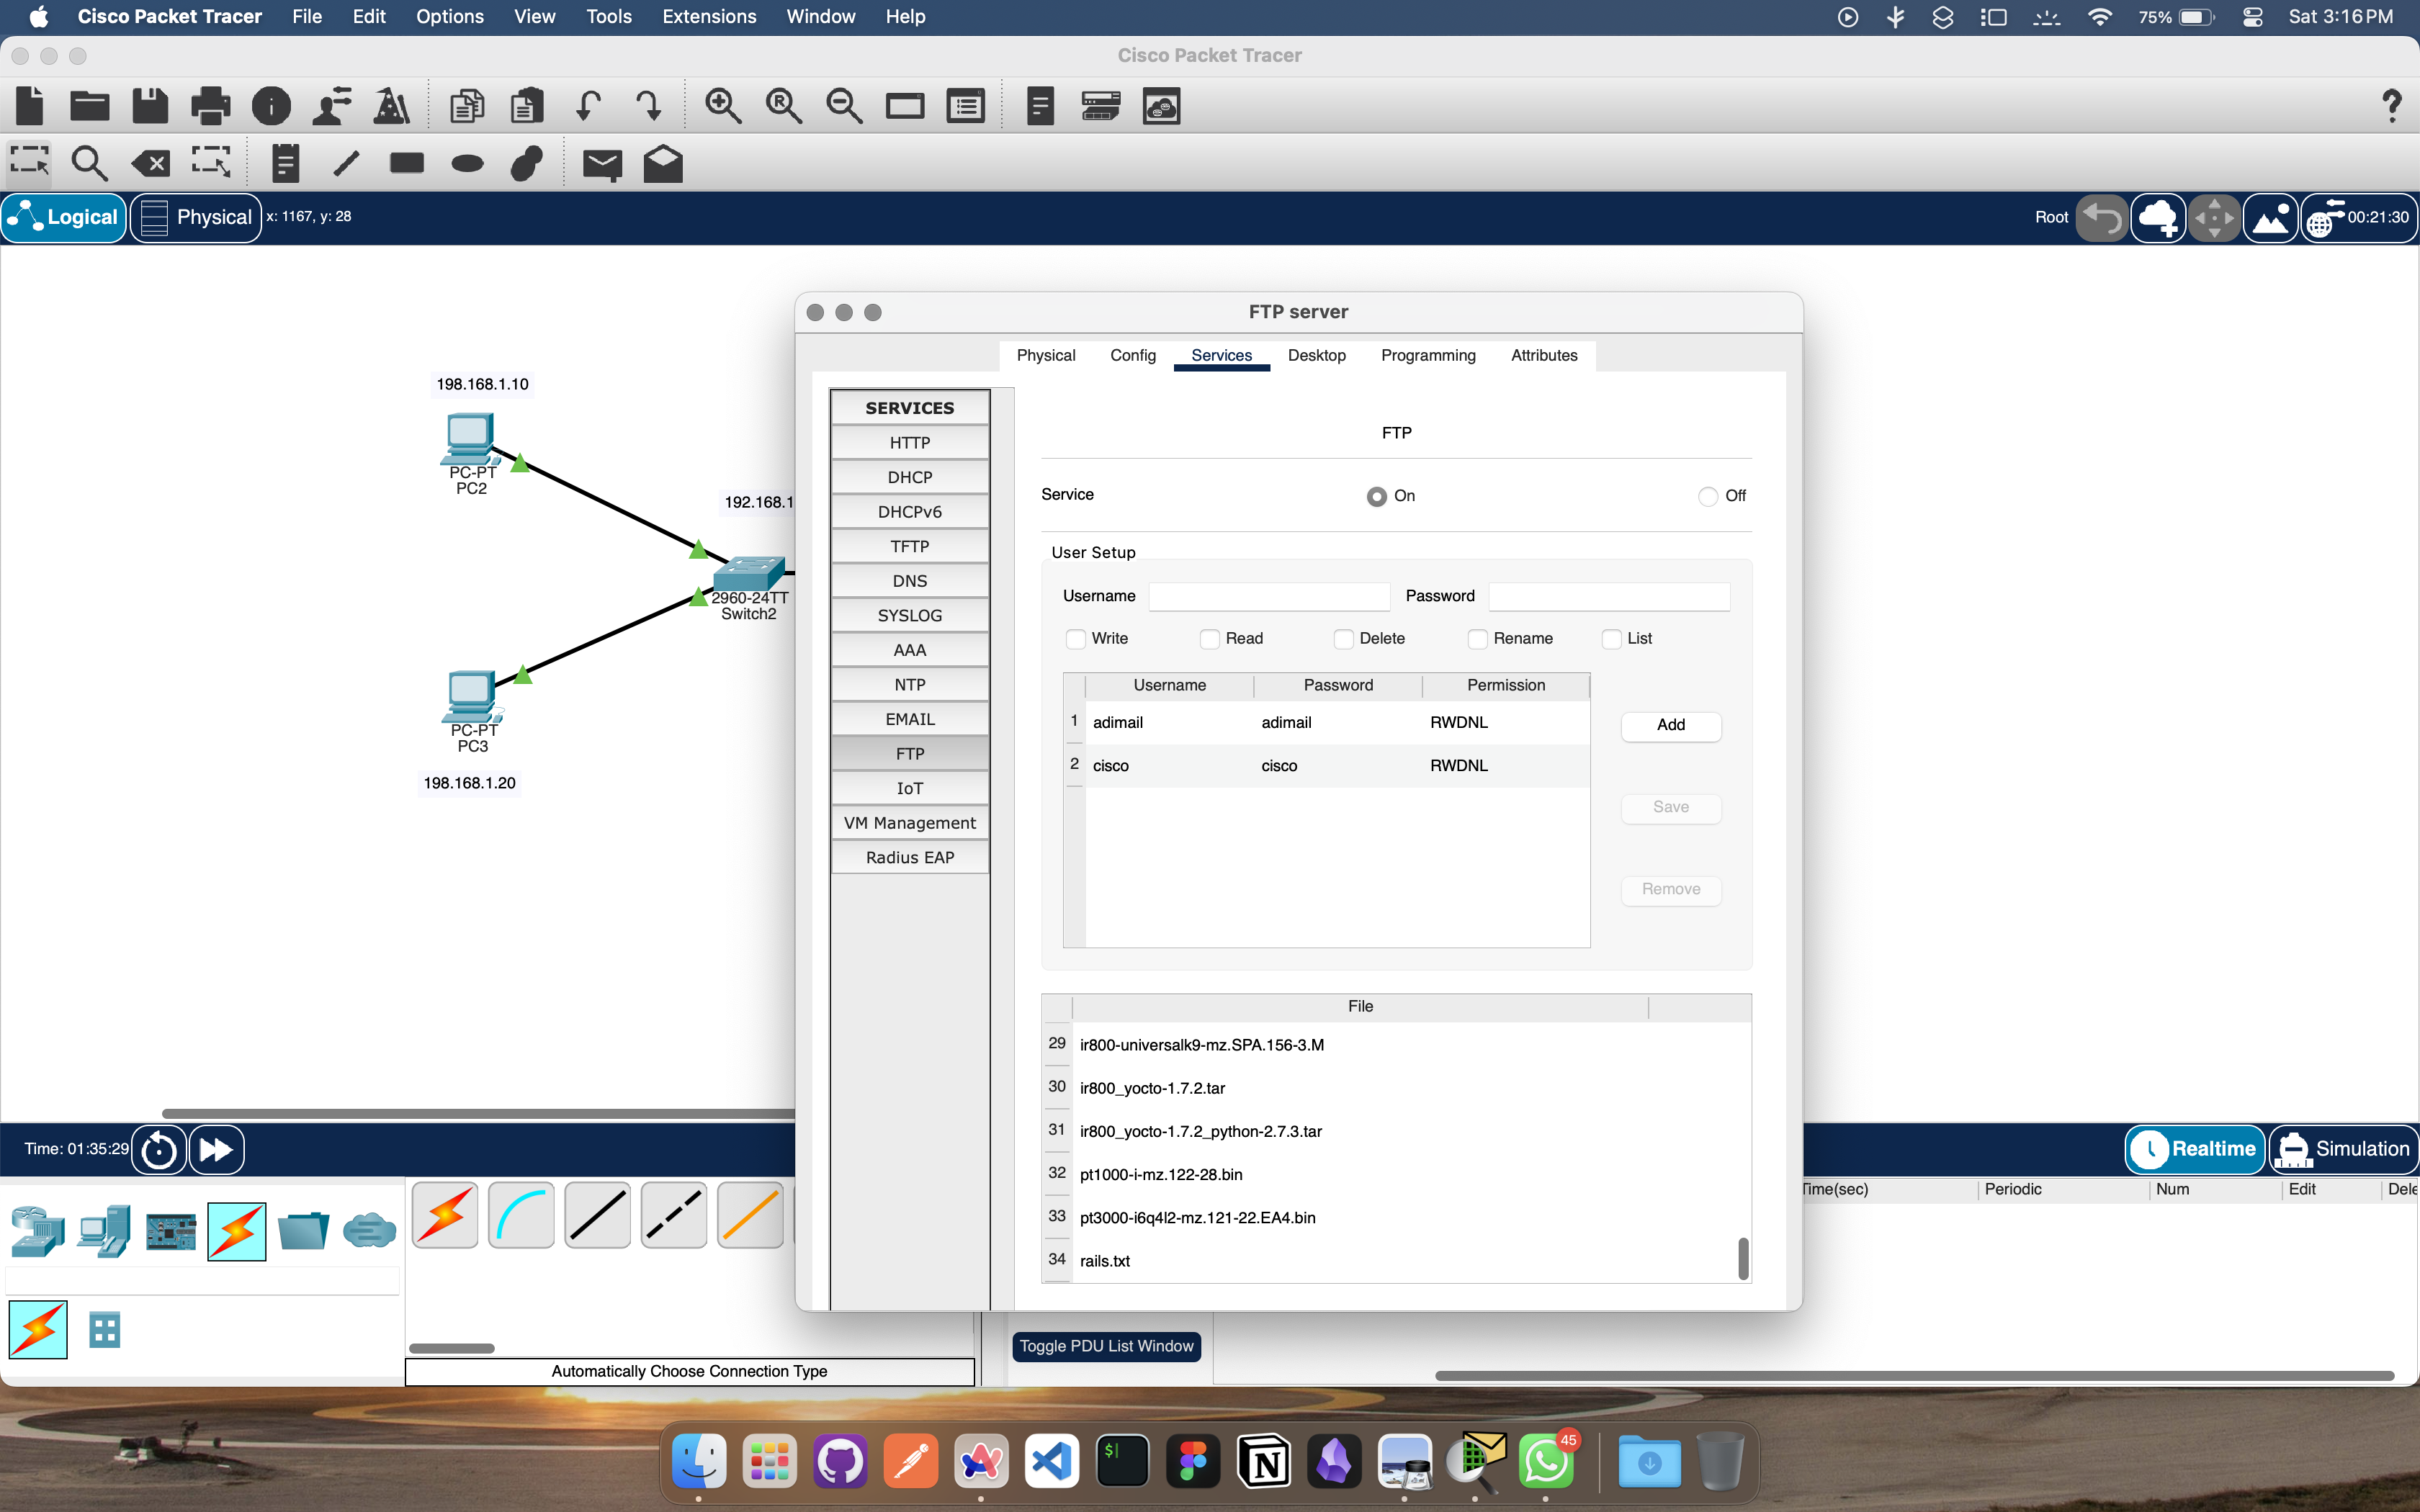 Cisco Packet Tracer File Edit Options View Tools Extensions Window Help 75% Sat 3:16 PM
Cisco Packet Tracer
Logical Physical x: 1167, y: 28 Root 00:21:30
FTP server
Physical Config Services Desktop Programming Attributes
198.168.1.10
PC-PT
PC2
192.168.1
2960-24TT
Switch2
PC-PT
PC3
198.168.1.20
SERVICES
HTTP
DHCP
DHCPv6
TFTP
DNS
SYSLOG
AAA
NTP
EMAIL
FTP
IoT
VM Management
Radius EAP
FTP
Service On Off
User Setup
Username Password
Write Read Delete Rename List
Username Password Permission
1 adimail adimail RWDNL
2 cisco cisco RWDNL
Add
Save
Remove
File
29 ir800-universalk9-mz.SPA.156-3.M
30 ir800_yocto-1.7.2.tar
31 ir800_yocto-1.7.2_python-2.7.3.tar
32 pt1000-i-mz.122-28.bin
33 pt3000-i6q4l2-mz.121-22.EA4.bin
34 rails.txt
Time: 01:35:29 Realtime Simulation
Time(sec) Periodic Num Edit Dele
Toggle PDU List Window
Automatically Choose Connection Type
45